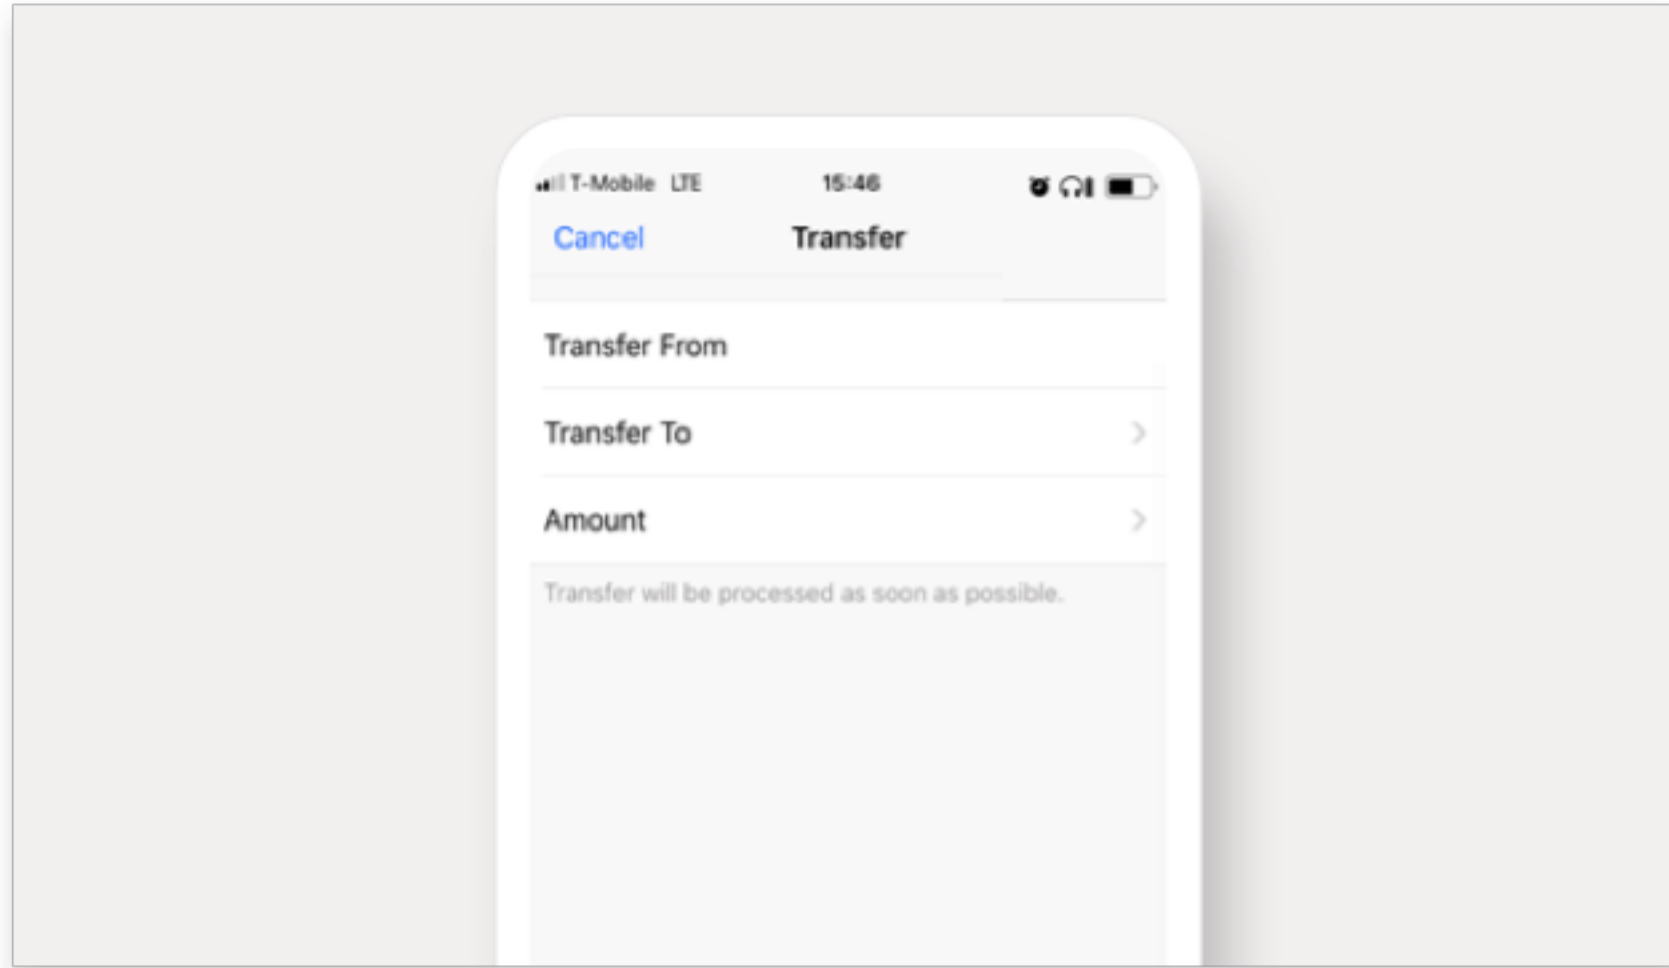 T-Mobile LTE 15:46
Cancel Transfer
Transfer From
Transfer To
Amount
Transfer will be processed as soon as possible.